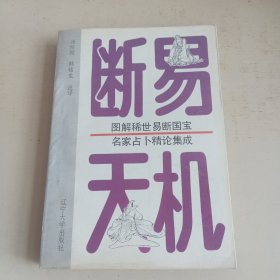 断易
图解稀世易断国宝
名家占卜精论集成
天机
辽宁大学出版社